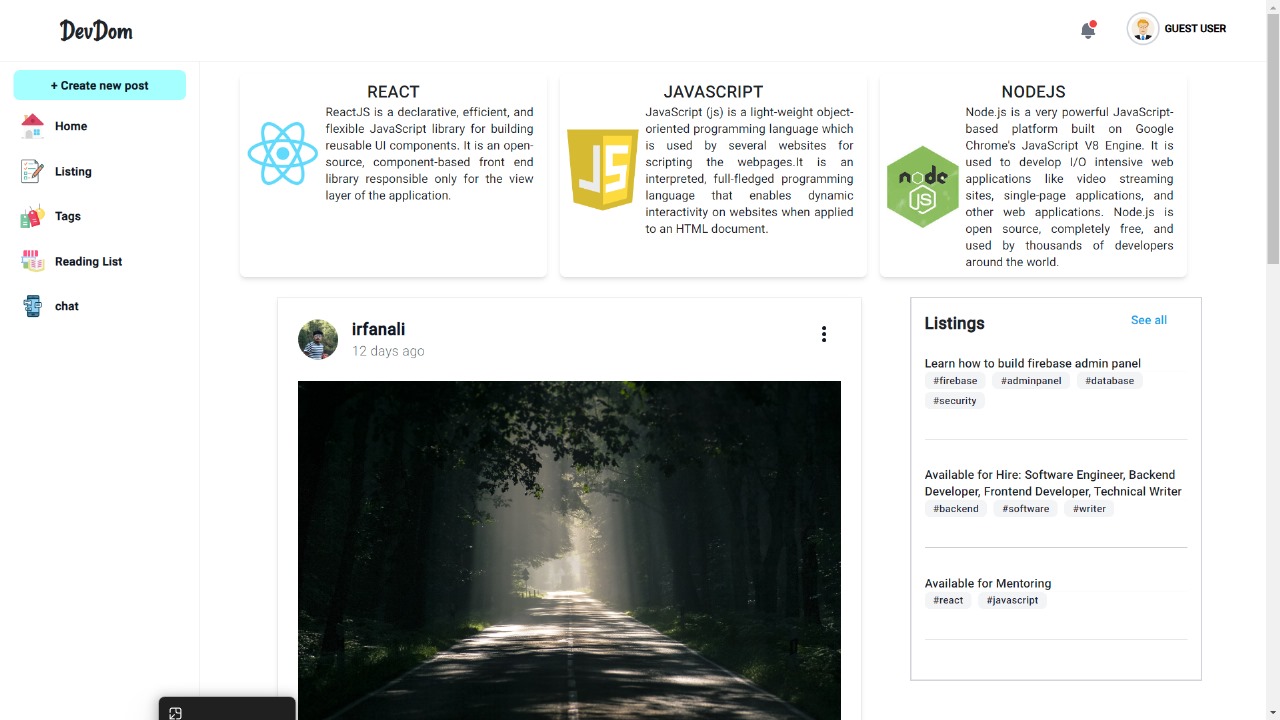 DevDom
GUEST USER
+ Create new post
Home
Listing
Tags
Reading List
chat
REACT
ReactJS is a declarative, efficient, and
flexible JavaScript library for building
reusable UI components. It is an open-
source, component-based front end
library responsible only for the view
layer of the application.
JAVASCRIPT
JS
JavaScript (js) is a light-weight object-
oriented programming language which
is used by several websites for
scripting the webpages.It is an
interpreted, full-fledged programming
language that enables dynamic
interactivity on websites when applied
to an HTML document.
NODEJS
node
JS
Node.js is a very powerful JavaScript-
based platform built on Google
Chrome's JavaScript V8 Engine. It is
used to develop I/O intensive web
applications like video streaming
sites, single-page applications, and
other web applications. Node.js is
open source, completely free, and
used by thousands of developers
around the world.
irfanali
12 days ago
Listings
See all
Learn how to build firebase admin panel
#firebase #adminpanel #database
#security
Available for Hire: Software Engineer, Backend
Developer, Frontend Developer, Technical Writer
#backend #software #writer
Available for Mentoring
#react #javascript